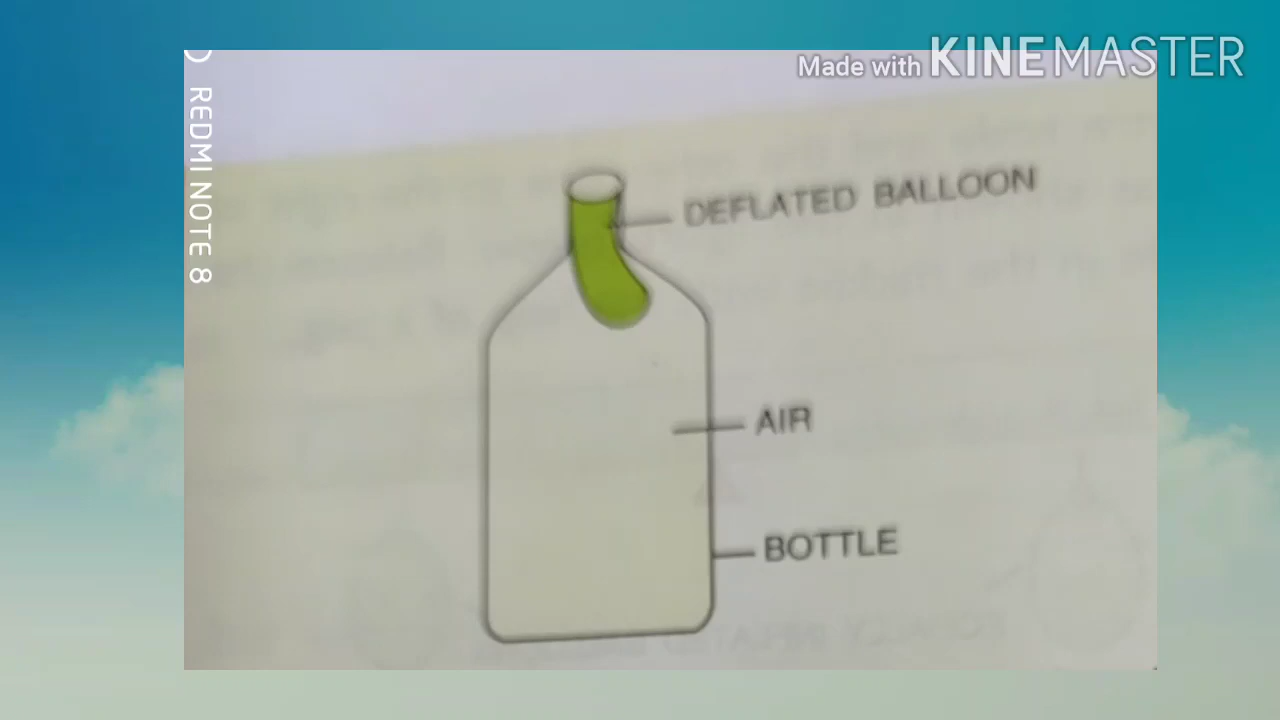 Made with KINEMASTER
REDMI NOTE 8
DEFLATED BALLOON
AIR
BOTTLE